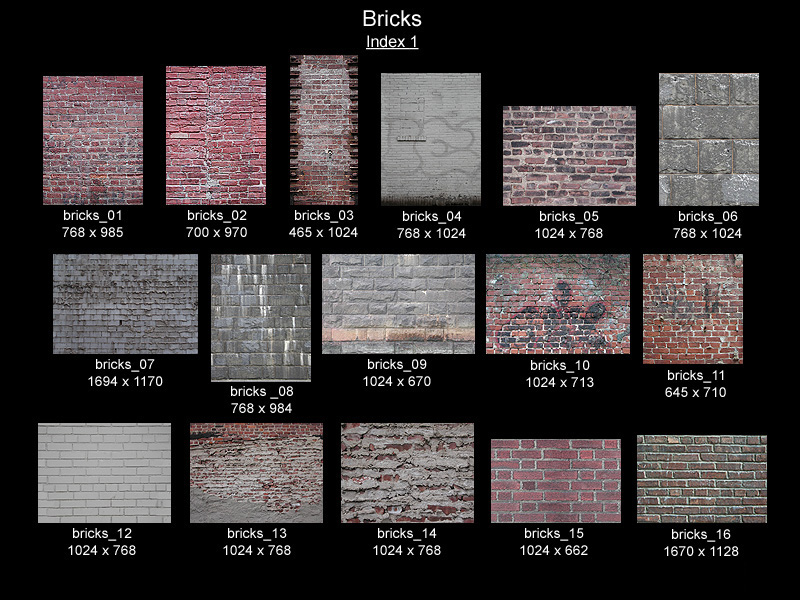 Bricks
Index 1
bricks_01
768 x 985
bricks_02
700 x 970
bricks_03
465 x 1024
bricks_04
768 x 1024
bricks_05
1024 x 768
bricks_06
768 x 1024
bricks_07
1694 x 1170
bricks _08
768 x 984
bricks_09
1024 x 670
bricks_10
1024 x 713
bricks_11
645 x 710
bricks_12
1024 x 768
bricks_13
1024 x 768
bricks_14
1024 x 768
bricks_15
1024 x 662
bricks_16
1670 x 1128